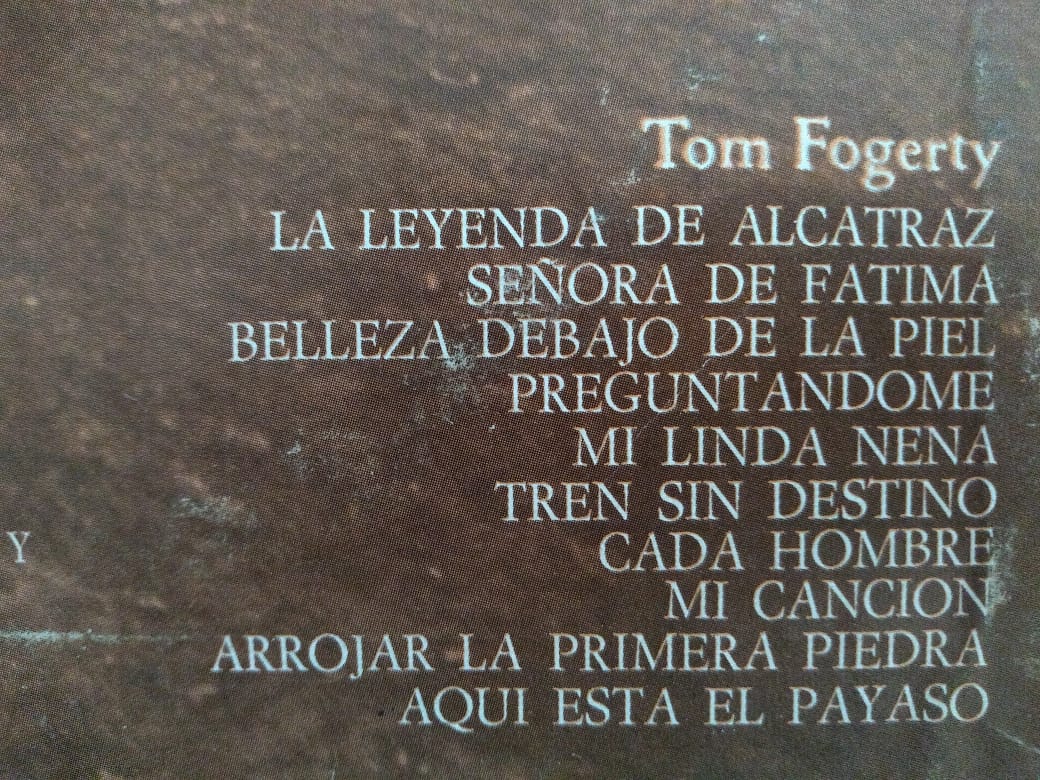 Tom Fogerty
LA LEYENDA DE ALCATRAZ
SEÑORA DE FATIMA
BELLEZA DEBAJO DE LA PIEL
PREGUNTANDOME
MI LINDA NENA
TREN SIN DESTINO
Y
CADA HOMBRE
MI CANCION
ARROJAR LA PRIMERA PIEDRA
AQUI ESTA EL PAYASO